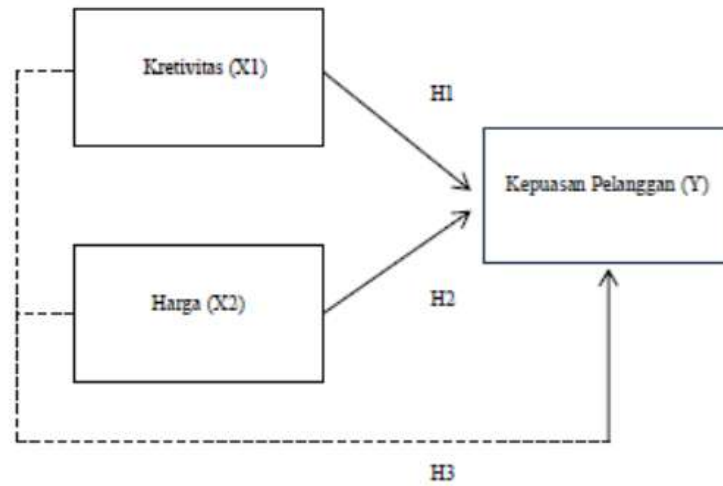 Kretivitas (X1)
H1
Kepuasan Pelanggan (Y)
Harga (X2)
H2
H3